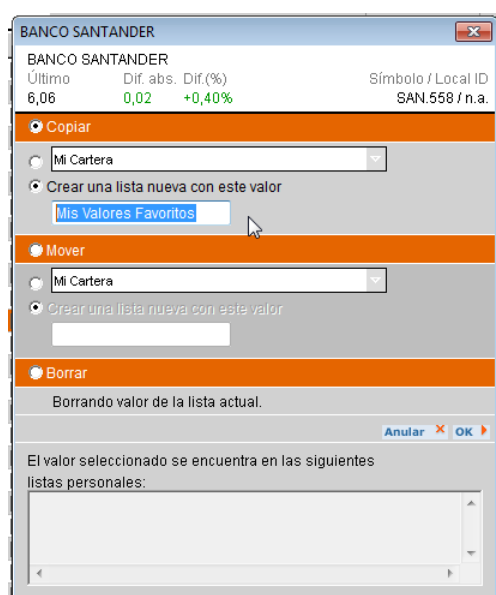 BANCO SANTANDER
BANCO SANTANDER
Último Dif. abs. Dif.(%) Símbolo / Local ID
6,06 0,02 +0,40% SAN.558 / n.a.
Copiar
Mi Cartera
Crear una lista nueva con este valor
Mis Valores Favoritos
Mover
Mi Cartera
Crear una lista nueva con este valor
Borrar
Borrando valor de la lista actual.
Anular OK
El valor seleccionado se encuentra en las siguientes
listas personales: